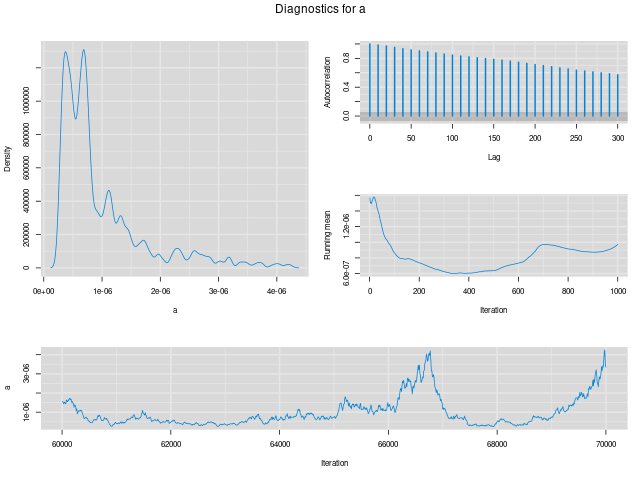 Diagnostics for a
Density
0 200000 400000 600000 800000 1000000
0e+00 1e-06 2e-06 3e-06 4e-06
a
Autocorrelation
0.0 0.4 0.8
0 50 100 150 200 250 300
Lag
Running mean
6.0e-07 1.2e-06
0 200 400 600 800 1000
Iteration
a
1e-06 3e-06
60000 62000 64000 66000 68000 70000
Iteration